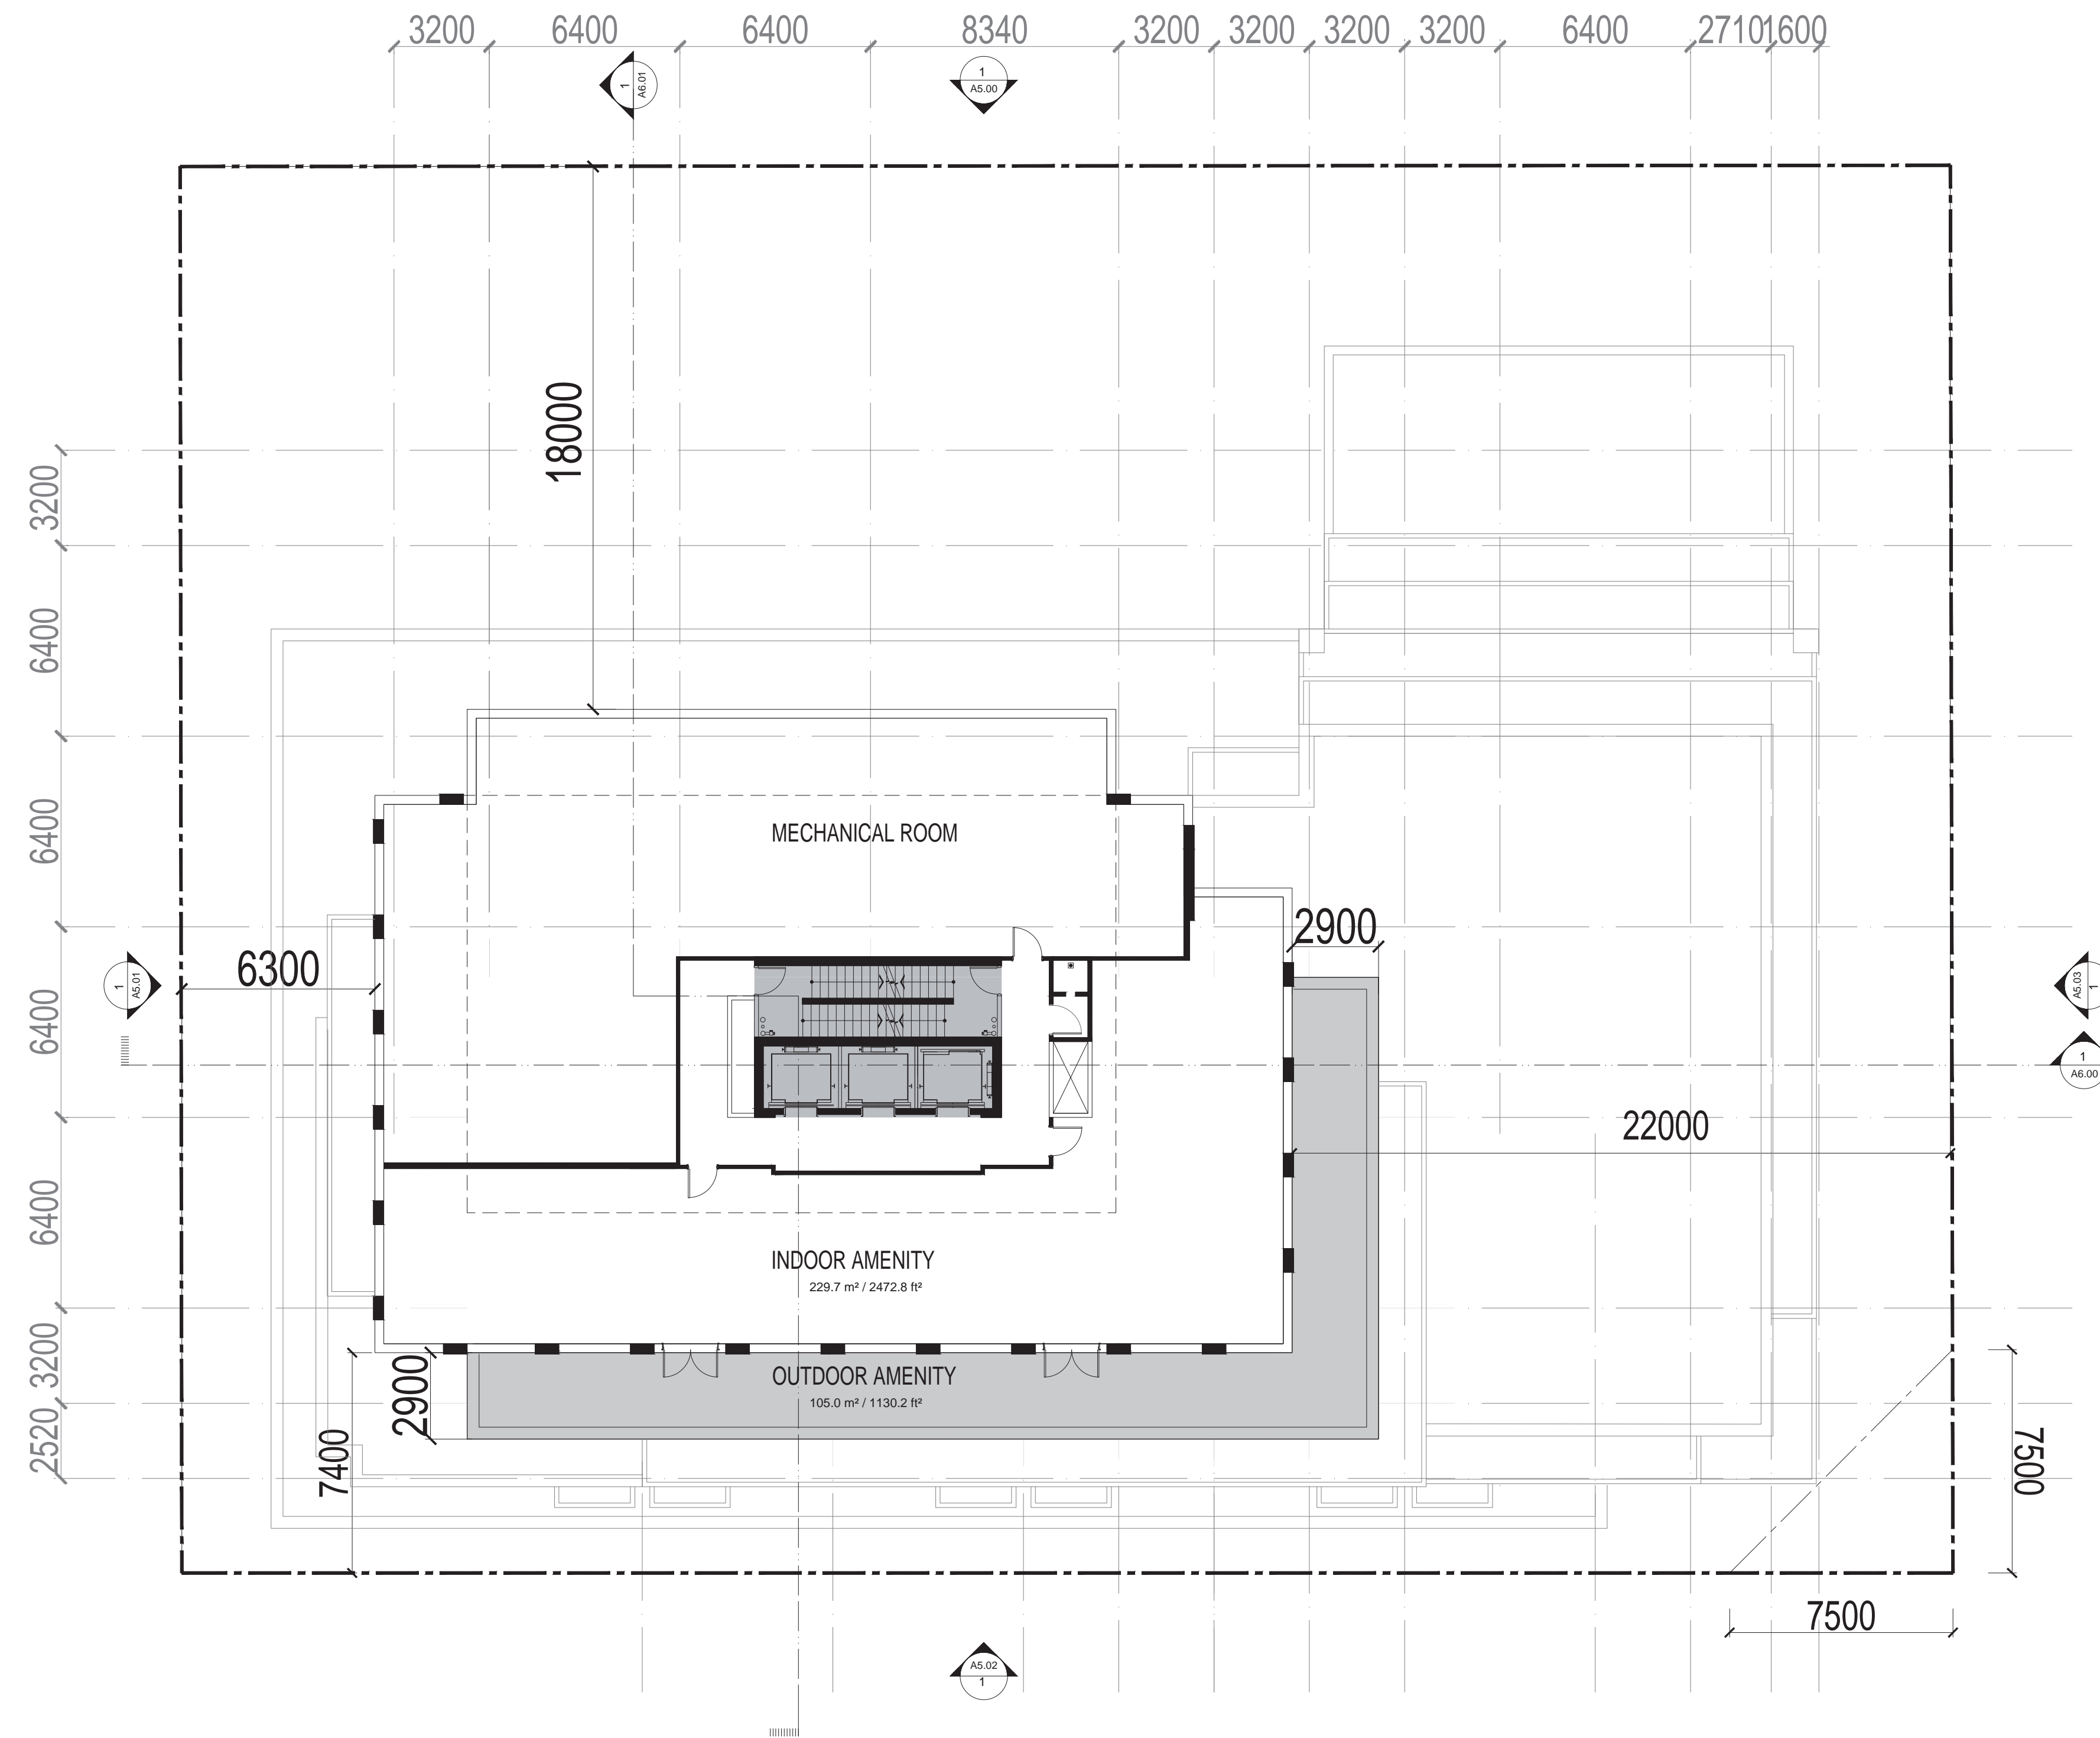 3200 6400 6400 8340 3200 3200 3200 3200 6400 2710 1600
1
A6.01
1
A5.00
18000
3200
6400
6400
6400
6400
3200
2520
MECHANICAL ROOM
2900
6300
1
A5.01
A5.03
1
1
A6.00
22000
INDOOR AMENITY
229.7 m² / 2472.8 ft²
2900
OUTDOOR AMENITY
105.0 m² / 1130.2 ft²
7400
7500
7500
A5.02
1